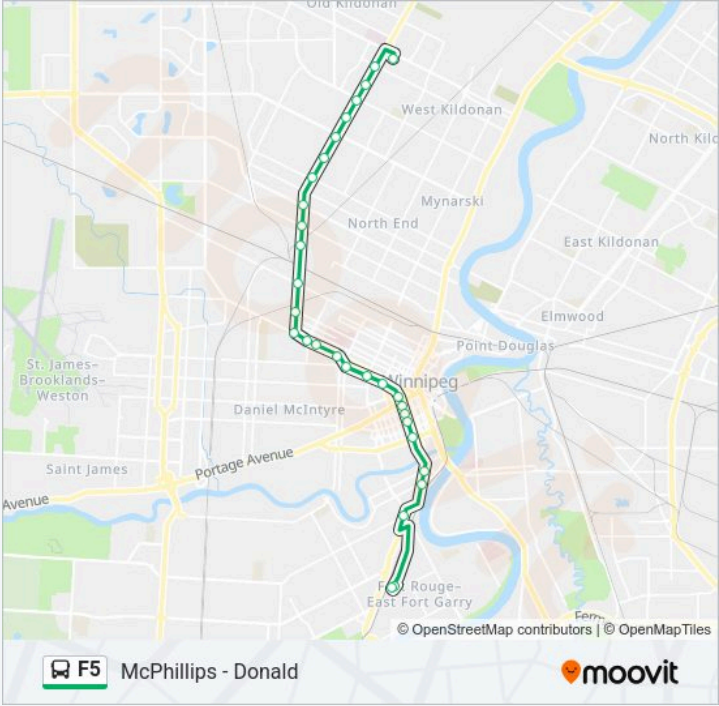 Old Kildonan
West Kildonan
North Kild
Mynarski
North End
East Kildonan
Elmwood
Point Douglas
St. James–
Brooklands–
Weston
Winnipeg
Daniel McIntyre
Saint James
Portage Avenue
Avenue
Fort Rouge–
East Fort Garry
© OpenStreetMap contributors | © OpenMapTiles
F5 McPhillips - Donald
moovit